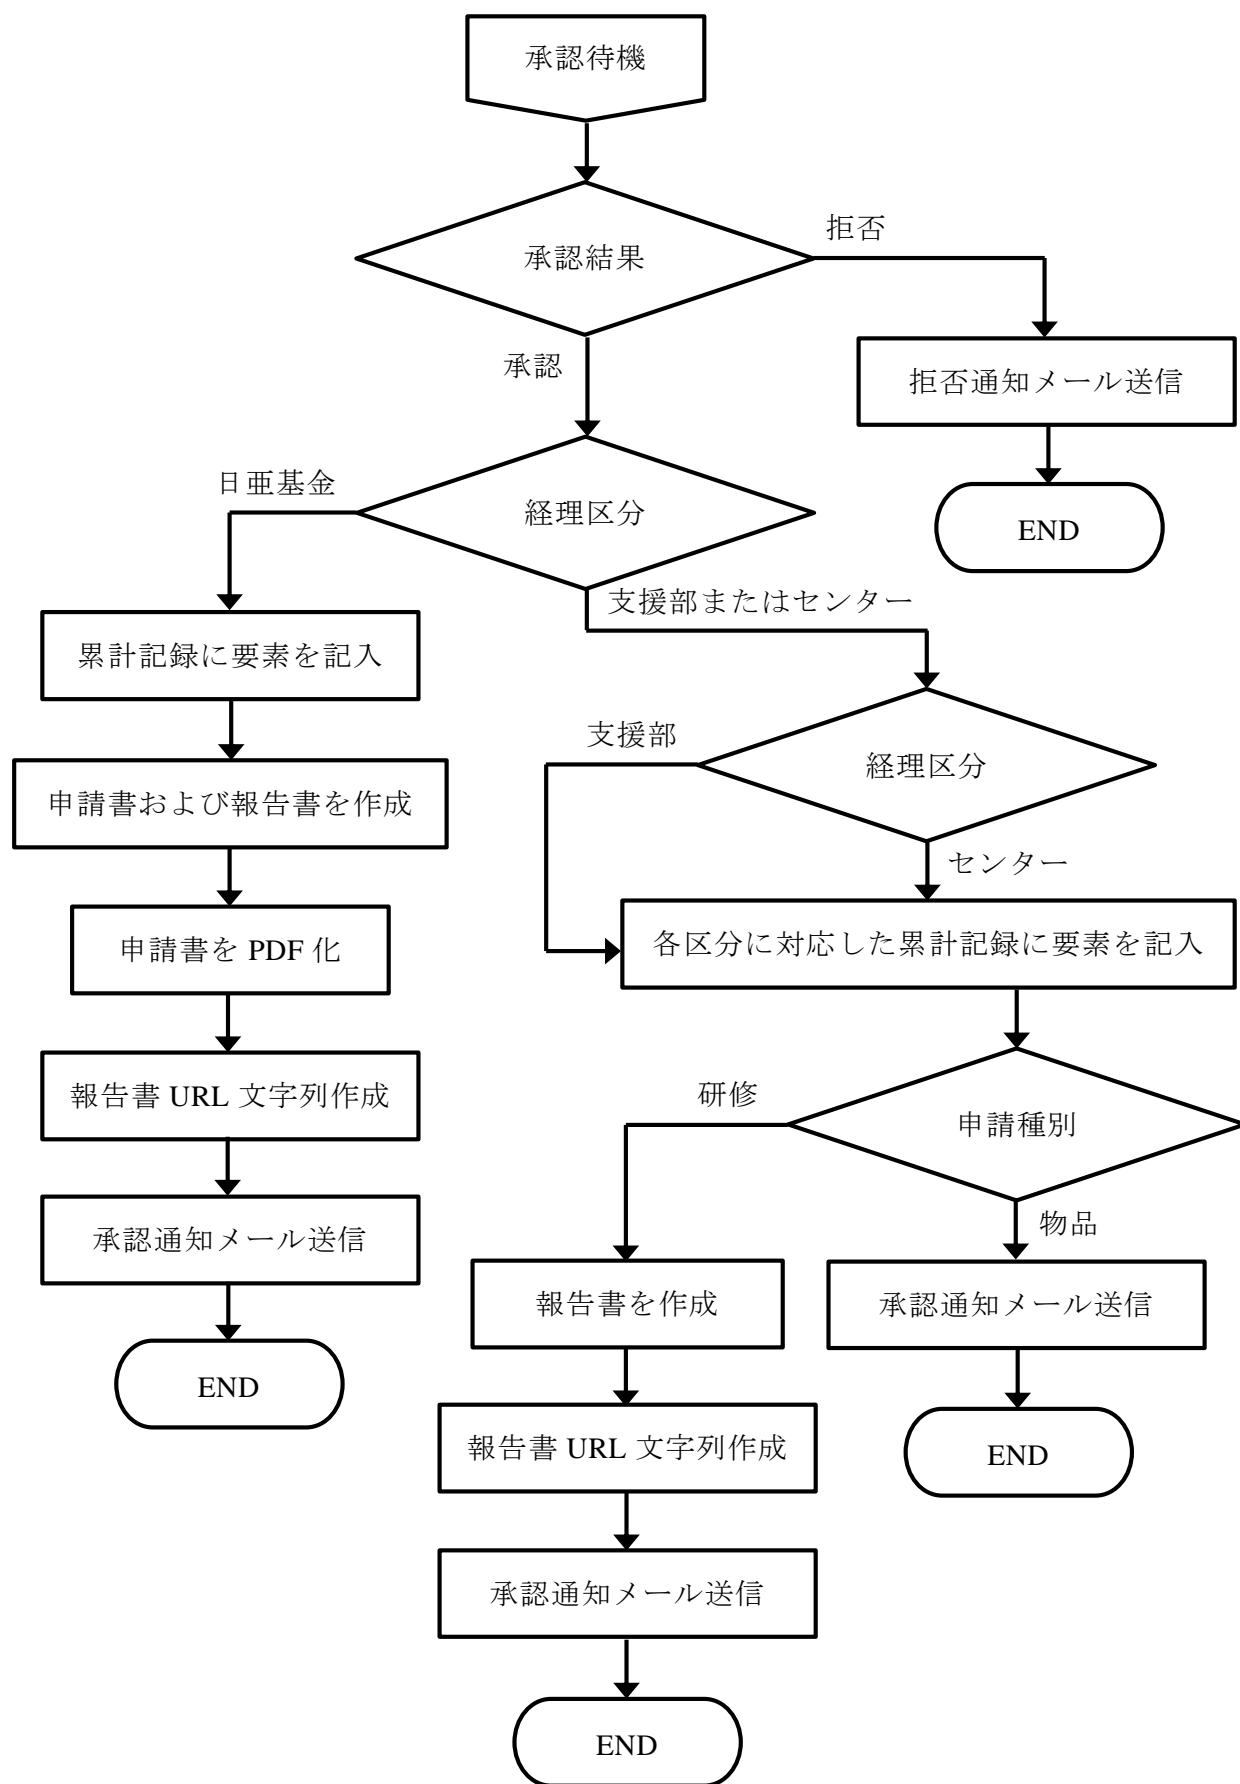 承認待機
承認結果
拒否
承認
拒否通知メール送信
END
日亜基金
経理区分
支援部またはセンター
累計記録に要素を記入
申請書および報告書を作成
申請書を PDF 化
報告書 URL 文字列作成
承認通知メール送信
END
支援部
経理区分
センター
各区分に対応した累計記録に要素を記入
研修
申請種別
物品
報告書を作成
報告書 URL 文字列作成
承認通知メール送信
END
承認通知メール送信
END